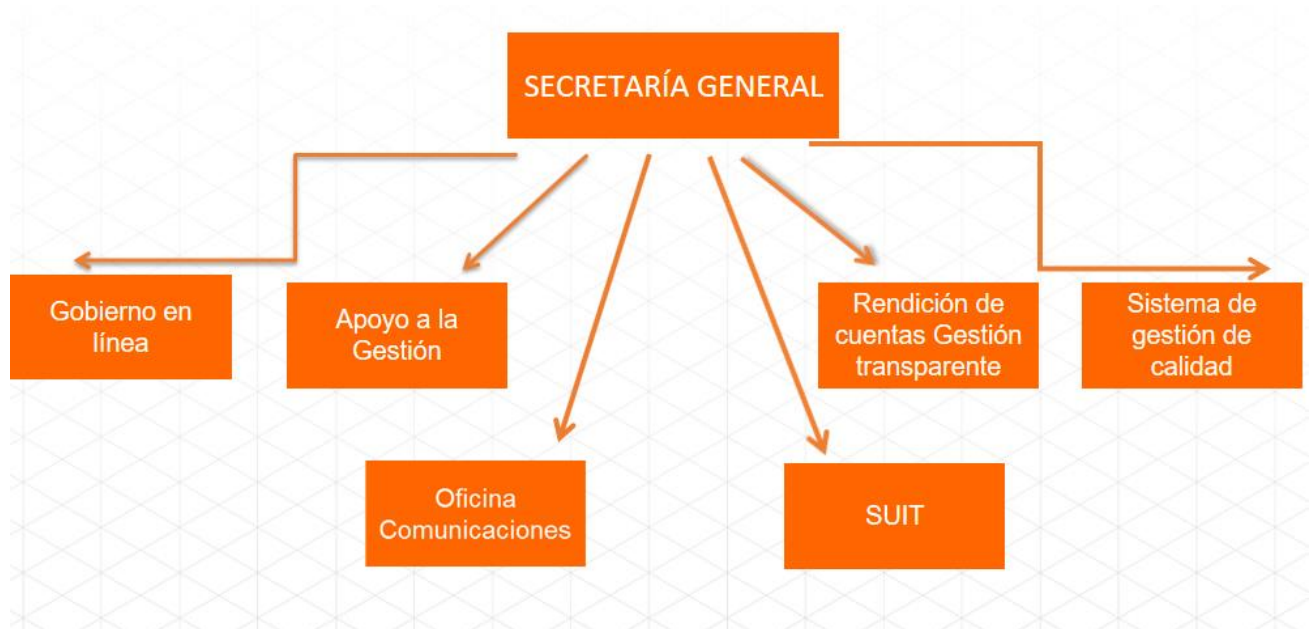 SECRETARÍA GENERAL
Gobierno en
línea
Apoyo a la
Gestión
Rendición de
cuentas Gestión
transparente
Sistema de
gestión de
calidad
Oficina
Comunicaciones
SUIT